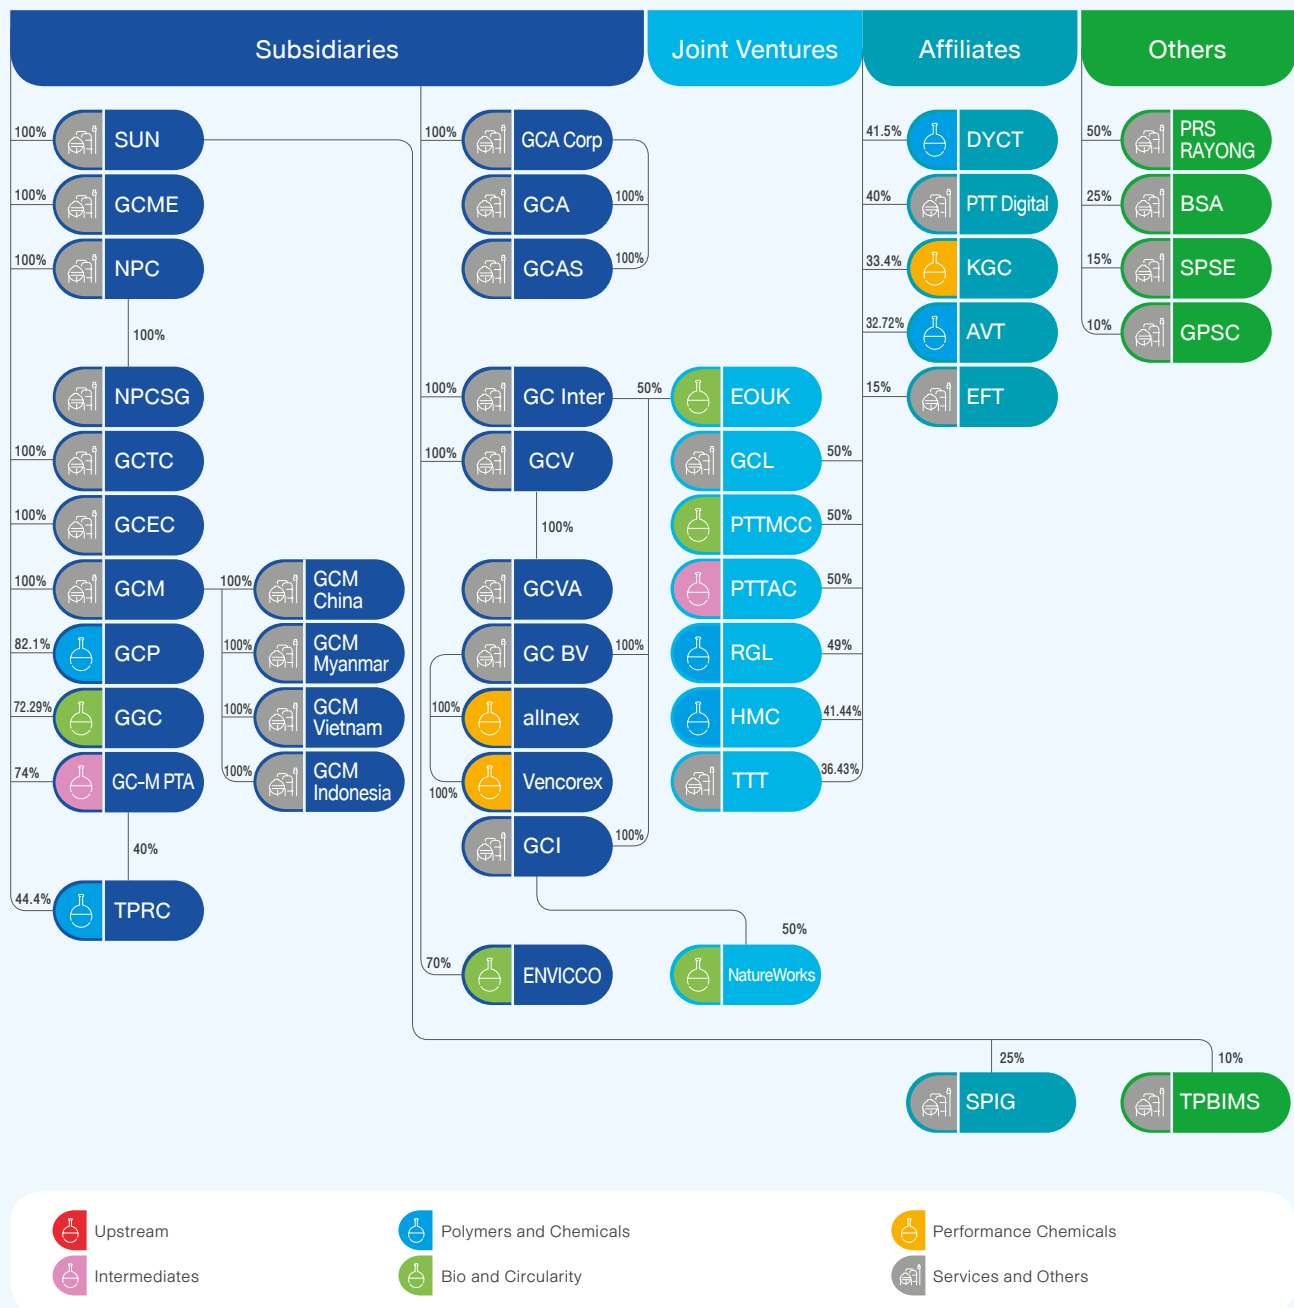 Subsidiaries
Joint Ventures
Affiliates
Others
100%
SUN
100%
GCME
100%
NPC
100%
NPCSG
100%
GCTC
100%
GCEC
100%
GCM
82.1%
GCP
72.29%
GGC
74%
GC-M PTA
40%
44.4%
TPRC
100%
GCM
China
100%
GCM
Myanmar
100%
GCM
Vietnam
100%
GCM
Indonesia
100%
GCA Corp
GCA
100%
GCAS
100%
100%
GC Inter
50%
100%
GCV
100%
GCVA
GC BV
100%
100%
allnex
100%
Vencorex
GCI
100%
50%
70%
ENVICCO
EOUK
GCL
50%
PTTMCC
50%
PTTAC
50%
RGL
49%
HMC
41.44%
TTT
36.43%
NatureWorks
41.5%
DYCT
40%
PTT Digital
33.4%
KGC
32.72%
AVT
15%
EFT
50%
PRS
RAYONG
25%
BSA
15%
SPSE
10%
GPSC
25%
SPIG
10%
TPBIMS
Upstream
Polymers and Chemicals
Performance Chemicals
Intermediates
Bio and Circularity
Services and Others